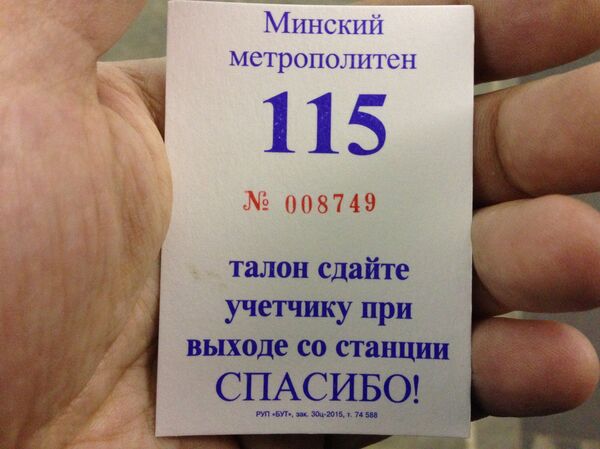 Минский
метрополитен
115
№ 008749
талон сдайте
учетчику при
выходе со станции
СПАСИБО!
РУП «БУТ», зак. 30ц-2015, т. 74 588